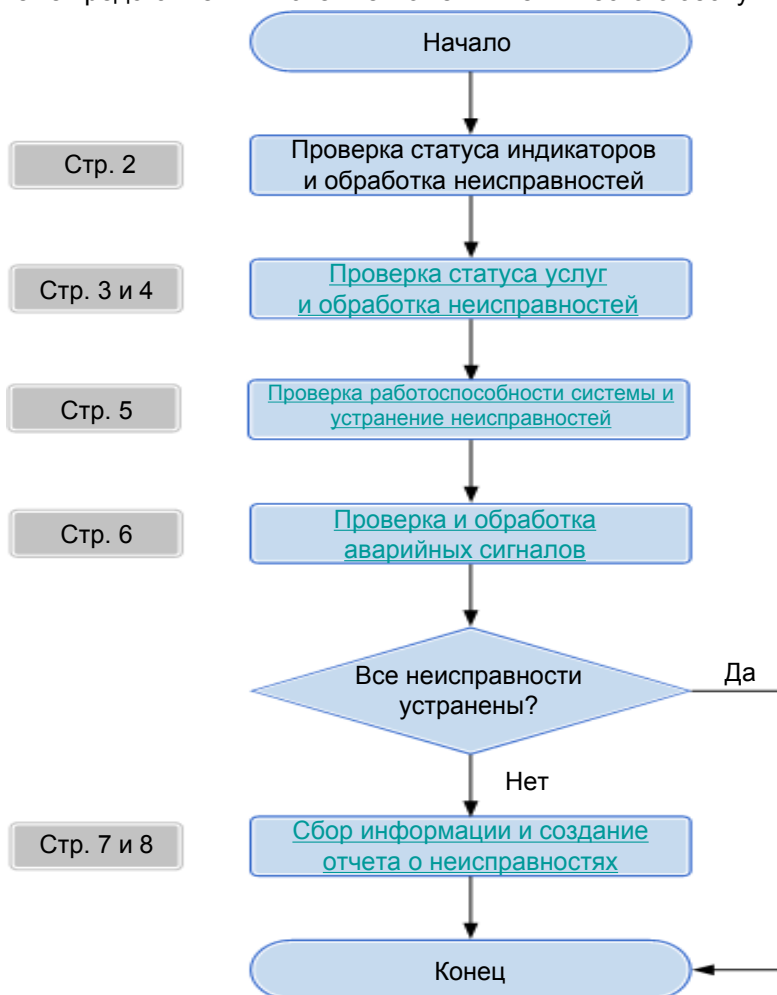 Начало
Стр. 2
Проверка статуса индикаторов
и обработка неисправностей
Стр. 3 и 4
Проверка статуса услуг
и обработка неисправностей
Стр. 5
Проверка работоспособности системы и
устранение неисправностей
Стр. 6
Проверка и обработка
аварийных сигналов
Все неисправности
устранены?
Да
Нет
Стр. 7 и 8
Сбор информации и создание
отчета о неисправностях
Конец